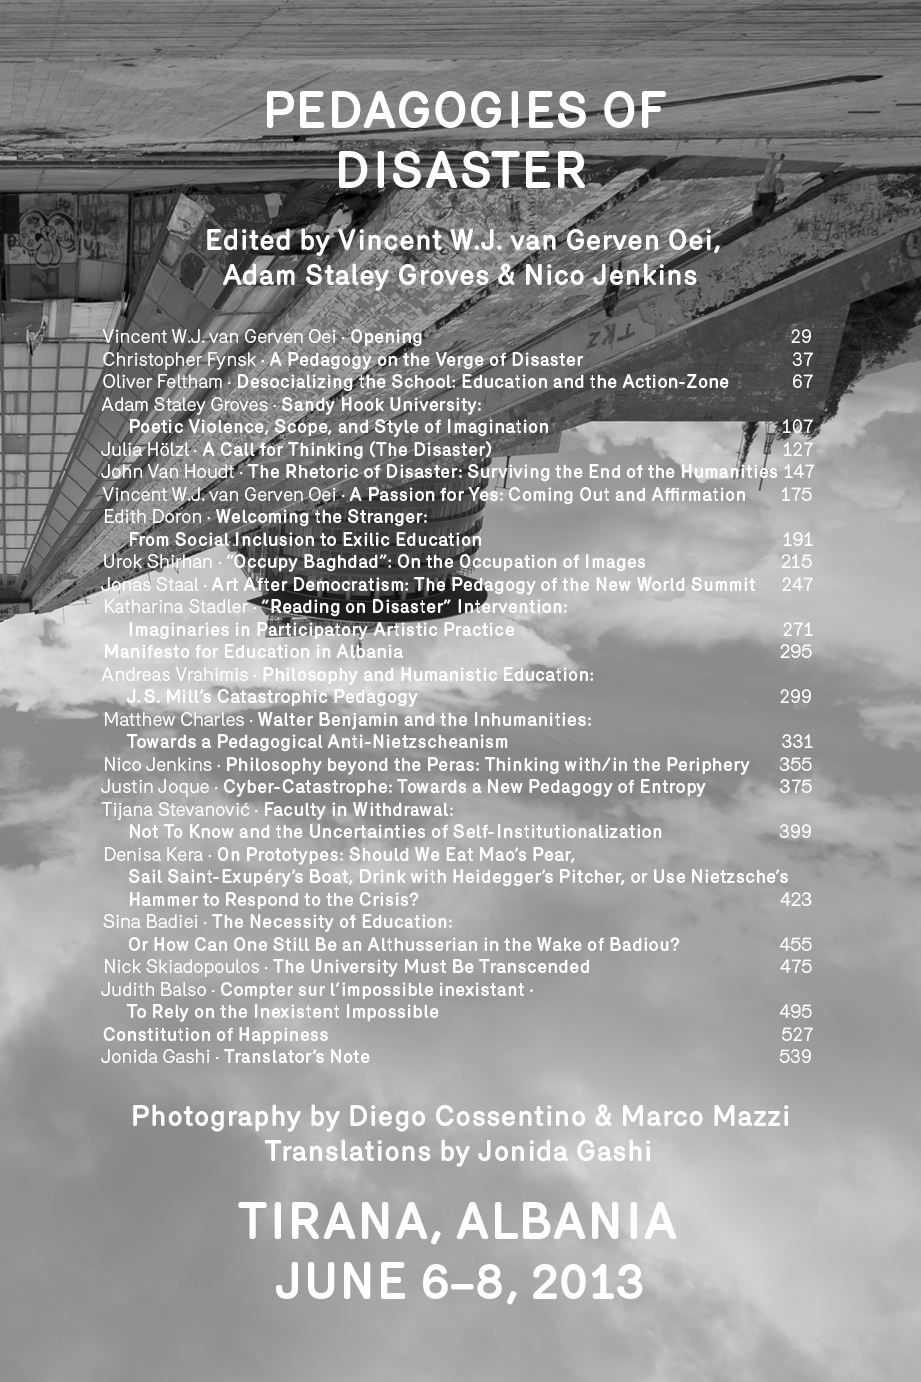 PEDAGOGIES OF
DISASTER
Edited by Vincent W.J. van Gerven Oei,
Adam Staley Groves & Nico Jenkins
TKZ
Vincent W.J. van Gerven Oei · Opening 29
Christopher Fynsk · A Pedagogy on the Verge of Disaster 37
Oliver Feltham · Desocializing the School: Education and the Action-Zone 67
Adam Staley Groves · Sandy Hook University:
Poetic Violence, Scope, and Style of Imagination 107
Julia Hölzl · A Call for Thinking (The Disaster) 127
John Van Houdt · The Rhetoric of Disaster: Surviving the End of the Humanities 147
Vincent W.J. van Gerven Oei · A Passion for Yes: Coming Out and Affirmation 175
Edith Doron · Welcoming the Stranger:
From Social Inclusion to Exilic Education 191
Urok Shirhan · “Occupy Baghdad”: On the Occupation of Images 215
Jonas Staal · Art After Democratism: The Pedagogy of the New World Summit 247
Katharina Stadler · “Reading on Disaster” Intervention:
Imaginaries in Participatory Artistic Practice 271
Manifesto for Education in Albania 295
Andreas Vrahimis · Philosophy and Humanistic Education:
J.S. Mill’s Catastrophic Pedagogy 299
Matthew Charles · Walter Benjamin and the Inhumanities:
Towards a Pedagogical Anti-Nietzscheanism 331
Nico Jenkins · Philosophy beyond the Peras: Thinking with/in the Periphery 355
Justin Joque · Cyber-Catastrophe: Towards a New Pedagogy of Entropy 375
Tijana Stevanović · Faculty in Withdrawal:
Not To Know and the Uncertainties of Self-Institutionalization 399
Denisa Kera · On Prototypes: Should We Eat Mao’s Pear,
Sail Saint-Exupéry’s Boat, Drink with Heidegger’s Pitcher, or Use Nietzsche’s
Hammer to Respond to the Crisis? 423
Sina Badiei · The Necessity of Education:
Or How Can One Still Be an Althusserian in the Wake of Badiou? 455
Nick Skiadopoulos · The University Must Be Transcended 475
Judith Balso · Compter sur l’impossible inexistant ·
To Rely on the Inexistent Impossible 495
Constitution of Happiness 527
Jonida Gashi · Translator’s Note 539
Photography by Diego Cossentino & Marco Mazzi
Translations by Jonida Gashi
TIRANA, ALBANIA
JUNE 6–8, 2013